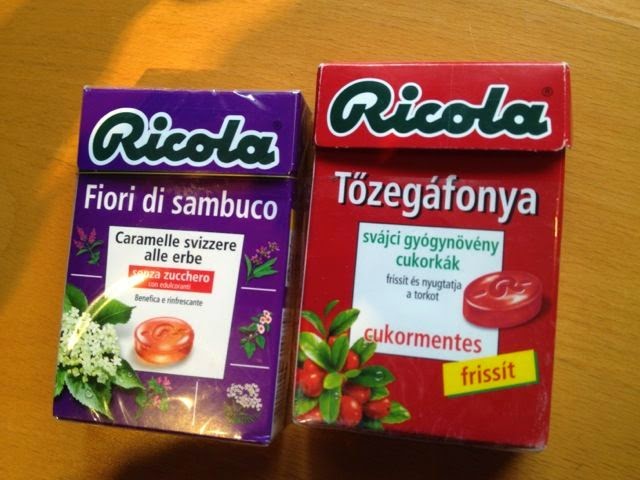 Ricola
Fiori di sambuco
Caramelle svizzere
alle erbe
senza zucchero
con edulcoranti
Benefica e rinfrescante
Ricola®
Tőzegáfonya
svájci gyógynövény
cukorkák
frissít és nyugtatja
a torkot
cukormentes
frissít